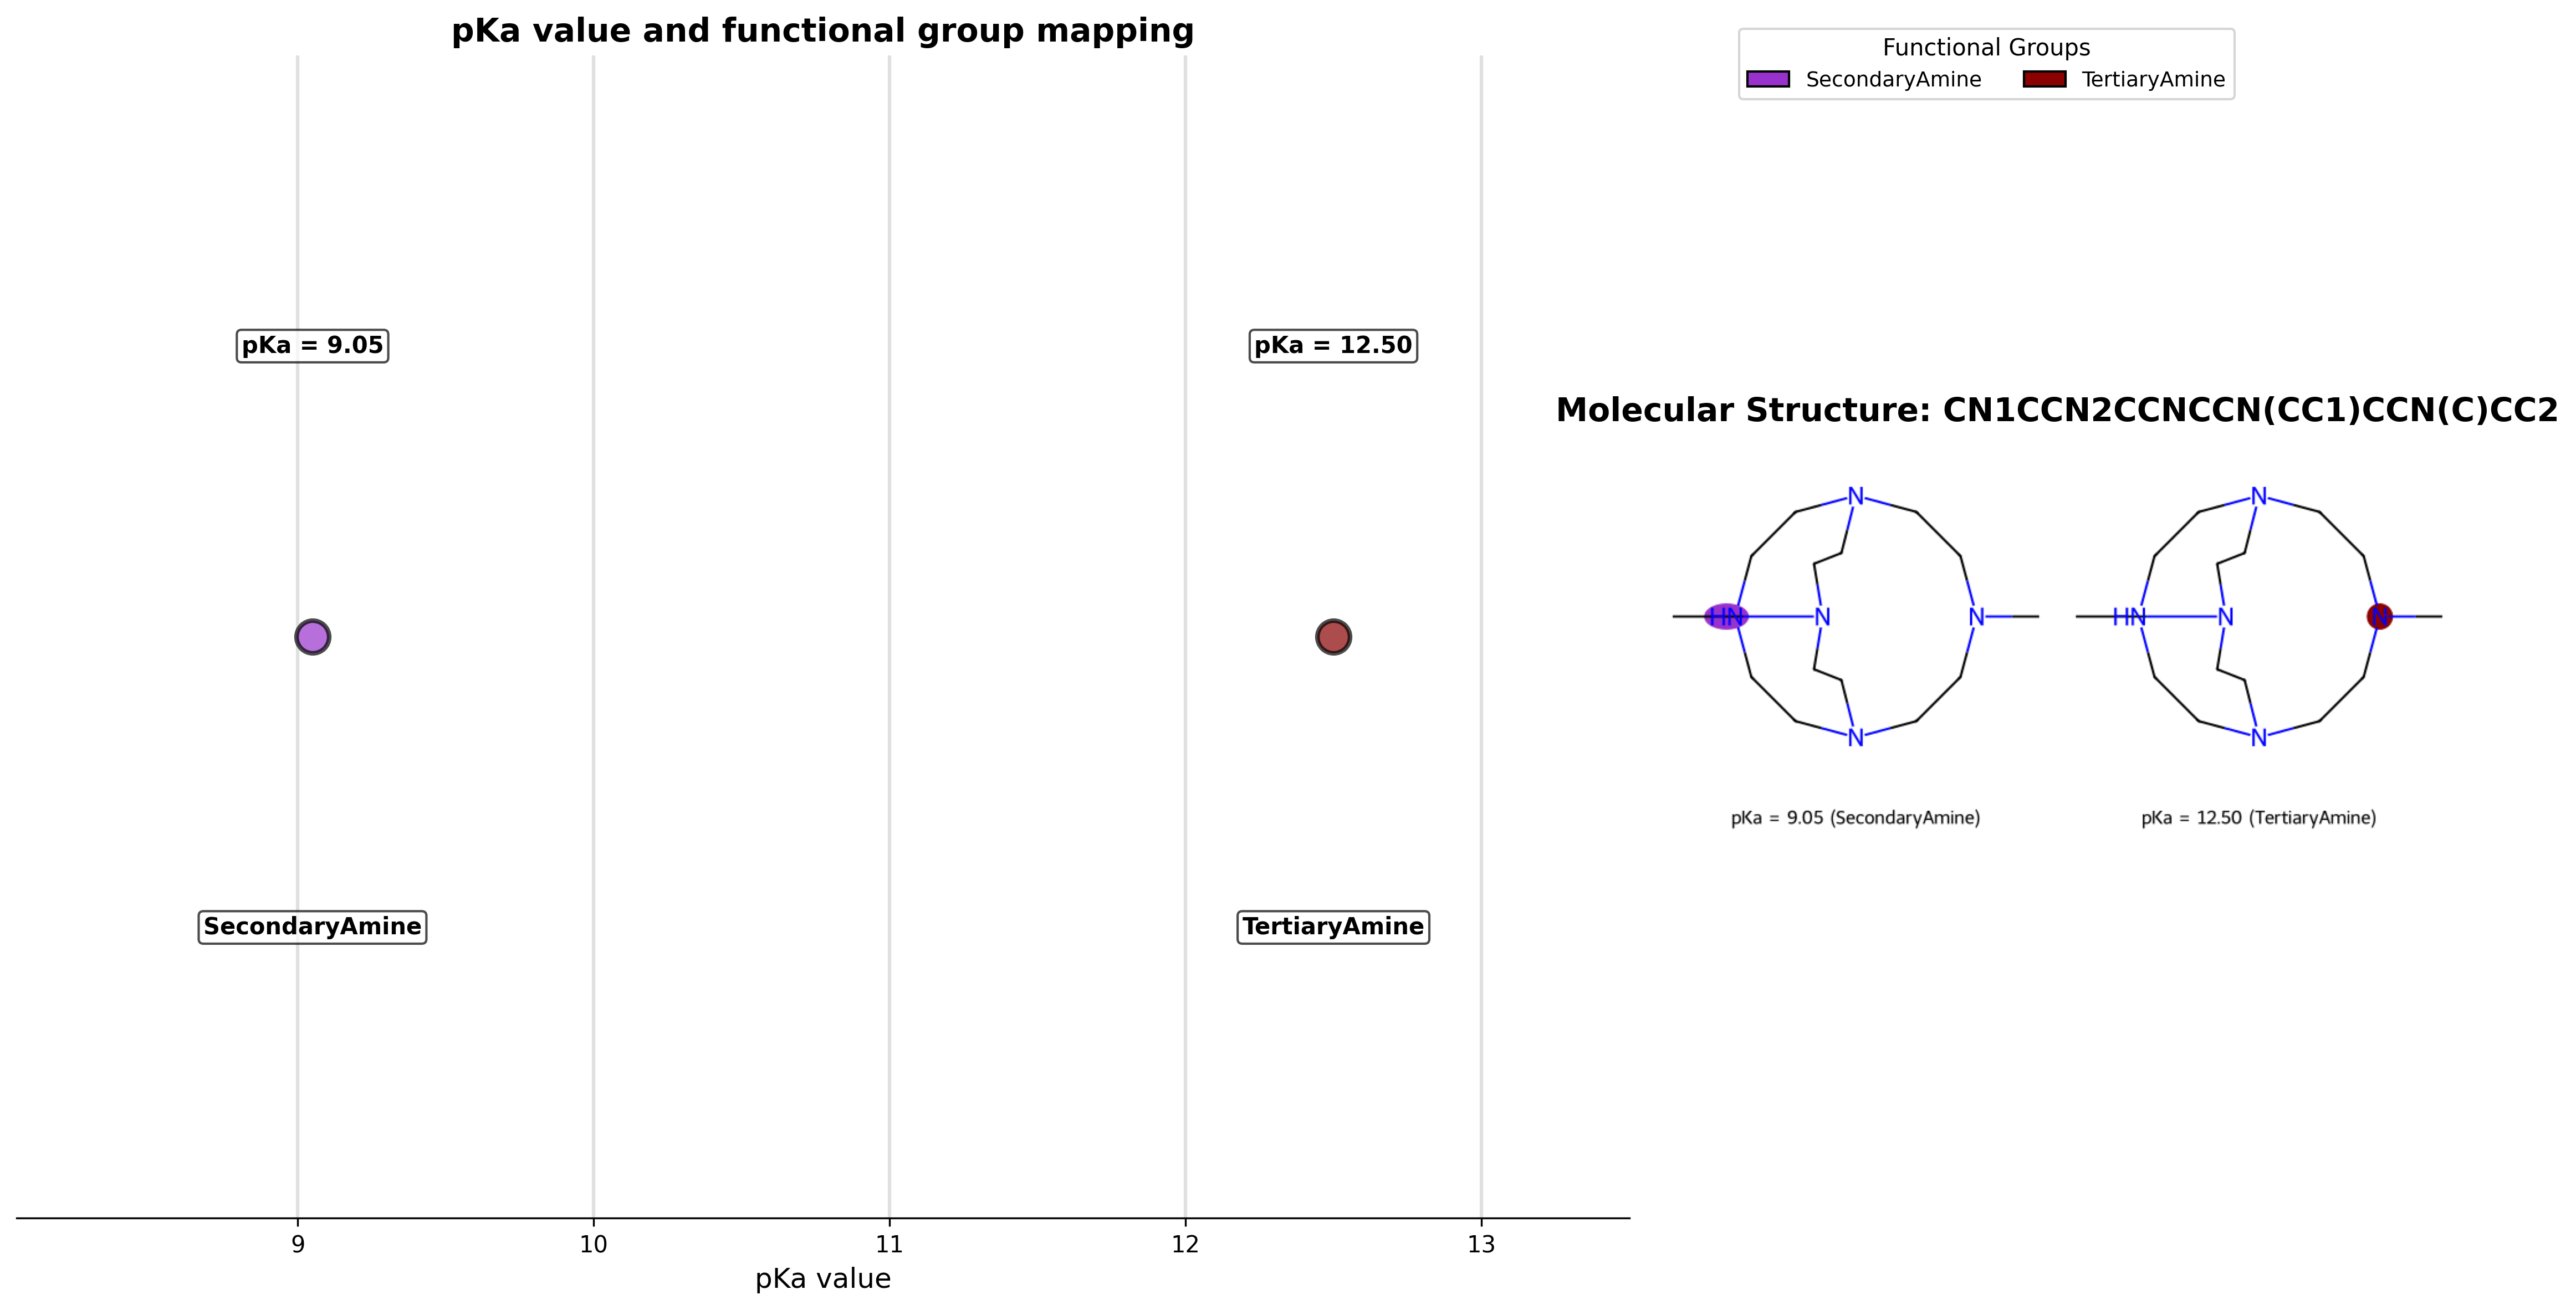 pKa value and functional group mapping
pKa = 9.05
pKa = 12.50
SecondaryAmine
TertiaryAmine
9
10
11
12
13
pKa value
Functional Groups
SecondaryAmine
TertiaryAmine
Molecular Structure: CN1CCN2CCNCCN(CC1)CCN(C)CC2
N
HN
N
N
N
pKa = 9.05 (SecondaryAmine)
N
HN
N
N
N
pKa = 12.50 (TertiaryAmine)